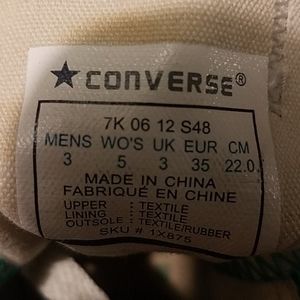 CONVERSE®
7K 06 12 S48
MENS WO'S UK EUR CM
3 5 3 35 22.0
MADE IN CHINA
FABRIQUÉ EN CHINE
UPPER : TEXTILE
LINING : TEXTILE
OUTSOLE : TEXTILE/RUBBER
SKU # 1X875